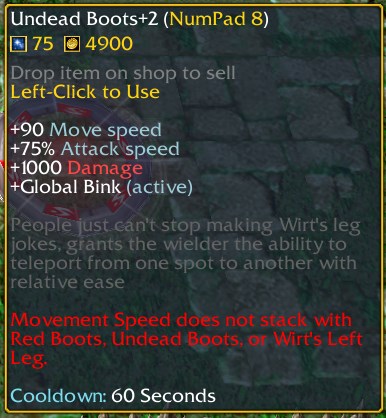 Undead Boots+2 (NumPad 8)
75 4900
Drop item on shop to sell
Left-Click to Use
+90 Move speed
+75% Attack speed
+1000 Damage
+Global Bink (active)
People just can't stop making Wirt's leg
jokes, grants the wielder the ability to
teleport from one spot to another with
relative ease
Movement Speed does not stack with
Red Boots, Undead Boots, or Wirt's Left
Leg.
Cooldown: 60 Seconds